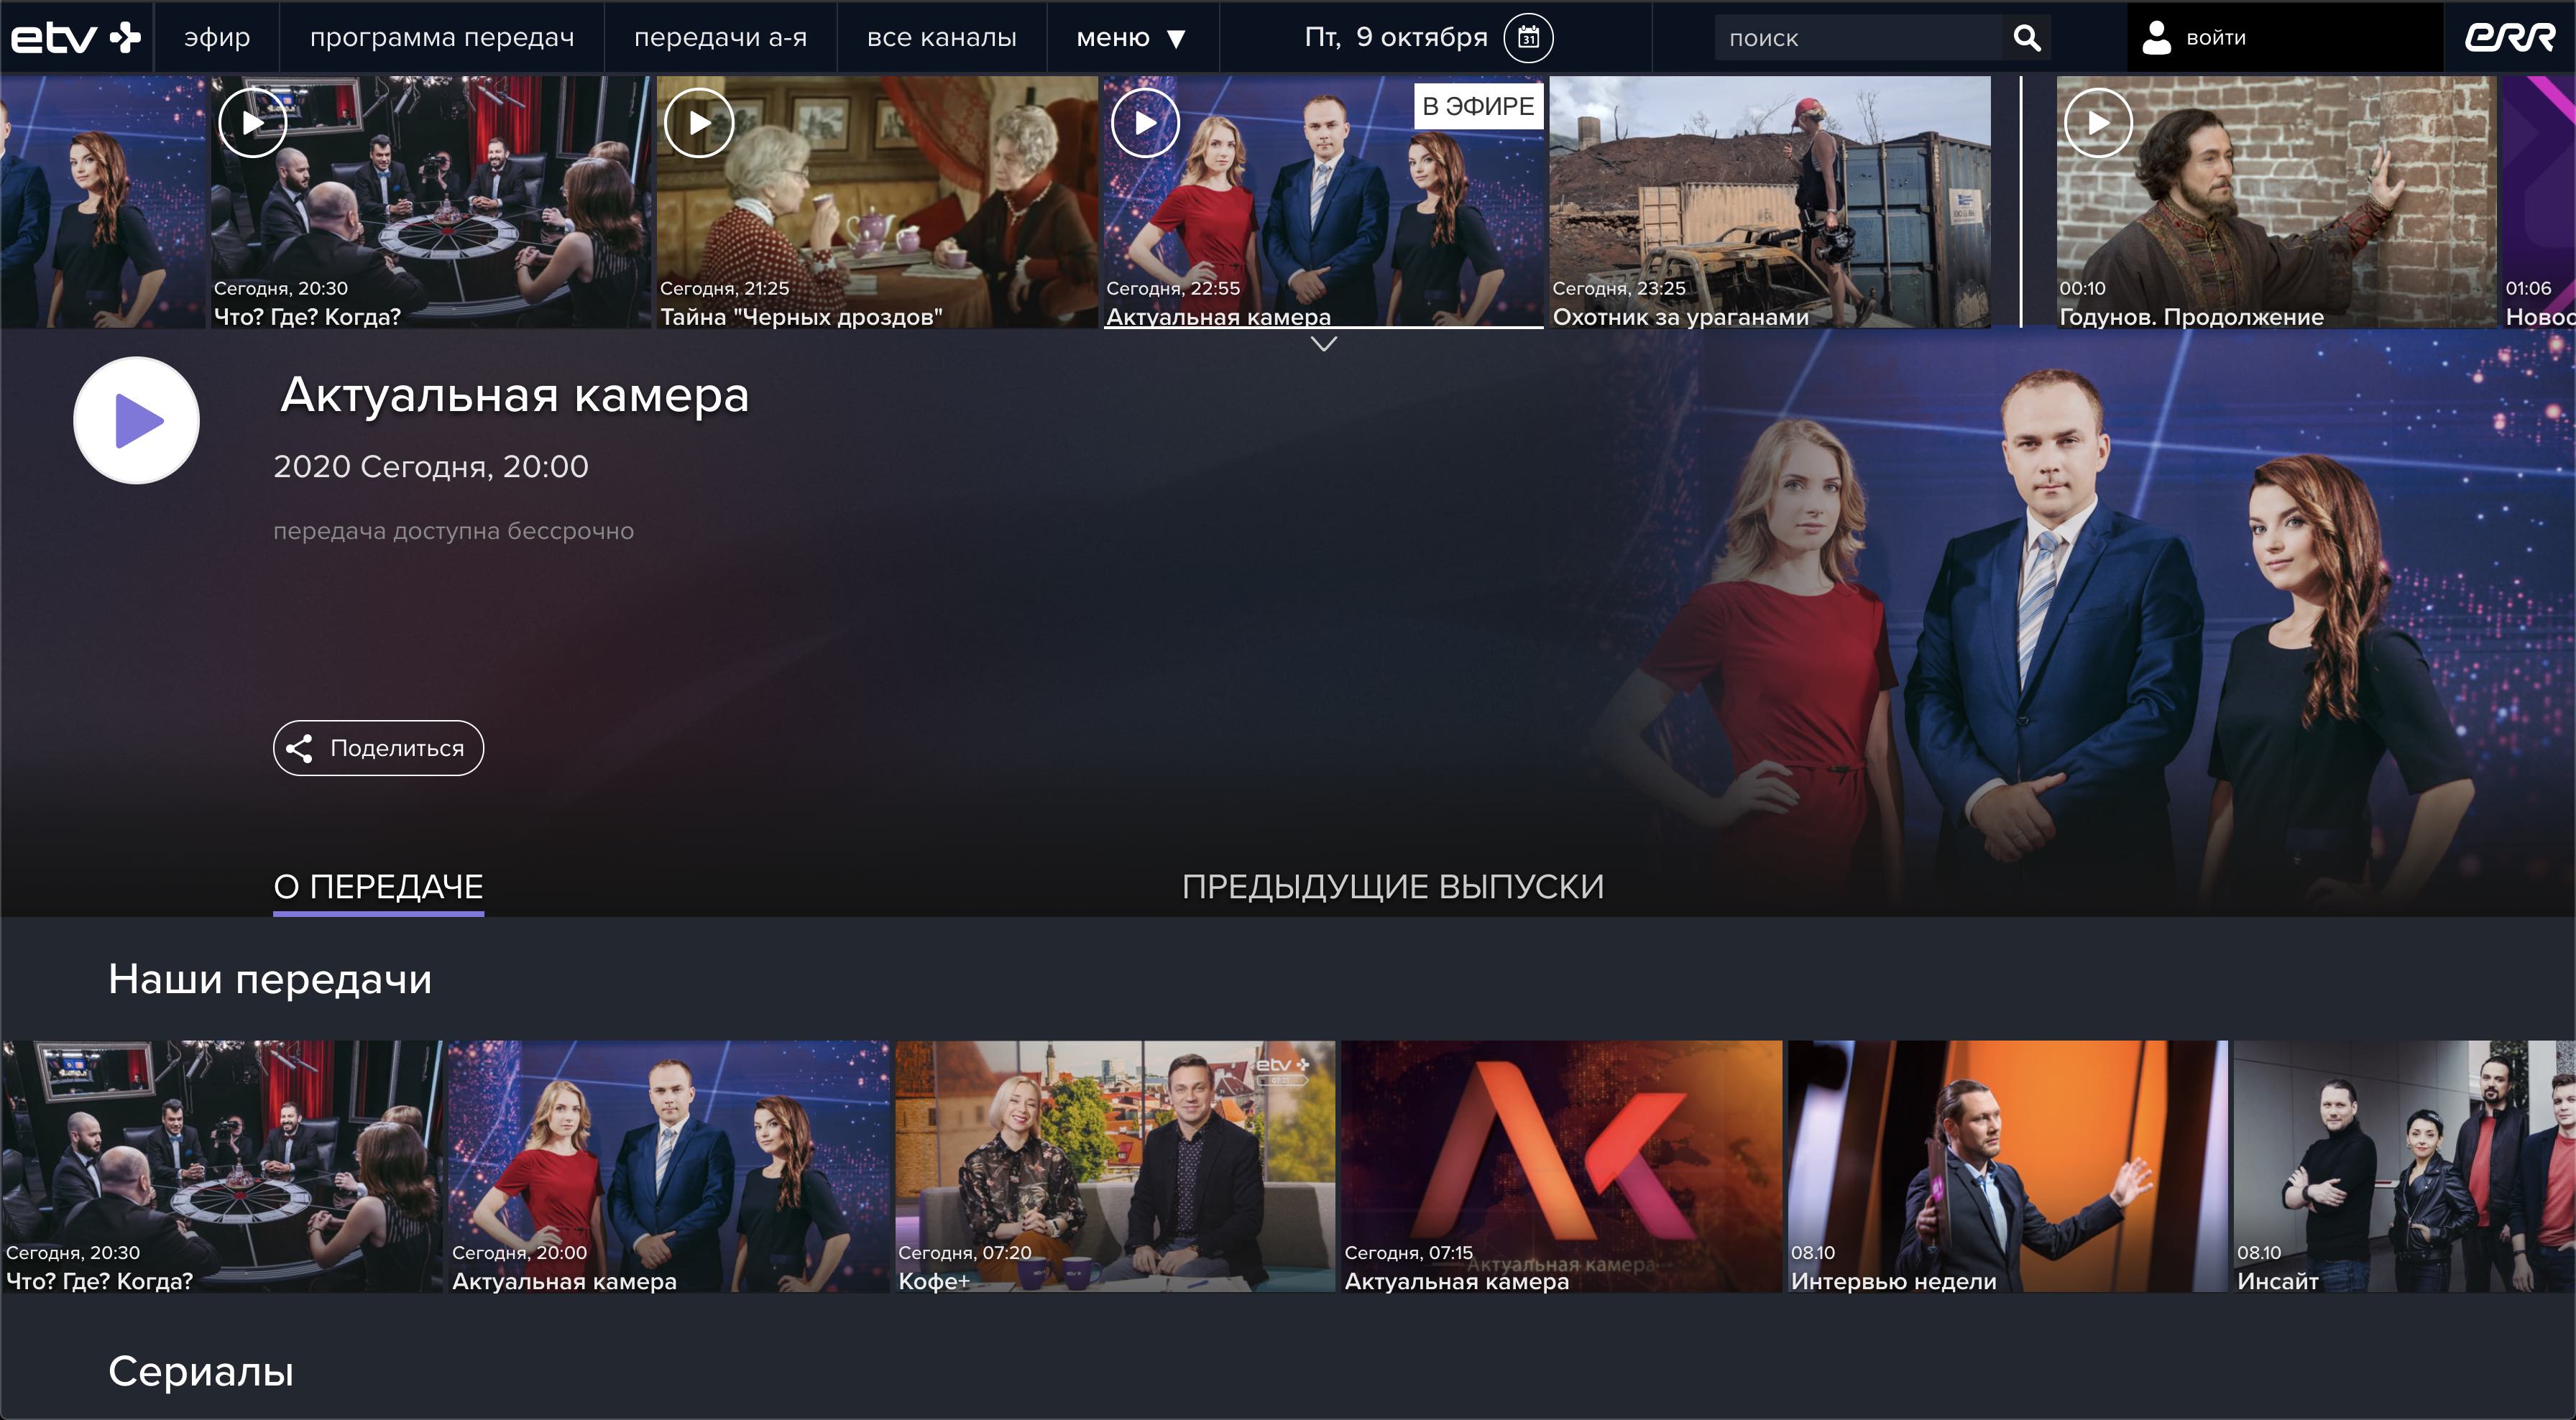 etv+
эфир
программа передач
передачи а-я
все каналы
меню ▼
Пт, 9 октября
31
поиск
войти
err
Сегодня, 20:30
Что? Где? Когда?
Сегодня, 21:25
Тайна "Черных дроздов"
В ЭФИРЕ
Сегодня, 22:55
Актуальная камера
Сегодня, 23:25
Охотник за ураганами
00:10
Годунов. Продолжение
01:06
Новос
Актуальная камера
2020 Сегодня, 20:00
передача доступна бессрочно
Поделиться
О ПЕРЕДАЧЕ
ПРЕДЫДУЩИЕ ВЫПУСКИ
Наши передачи
Сегодня, 20:30
Что? Где? Когда?
Сегодня, 20:00
Актуальная камера
etv+
07:21
Сегодня, 07:20
Кофе+
АК
Актуальная камера
Сегодня, 07:15
Актуальная камера
08.10
Интервью недели
08.10
Инсайт
Сериалы